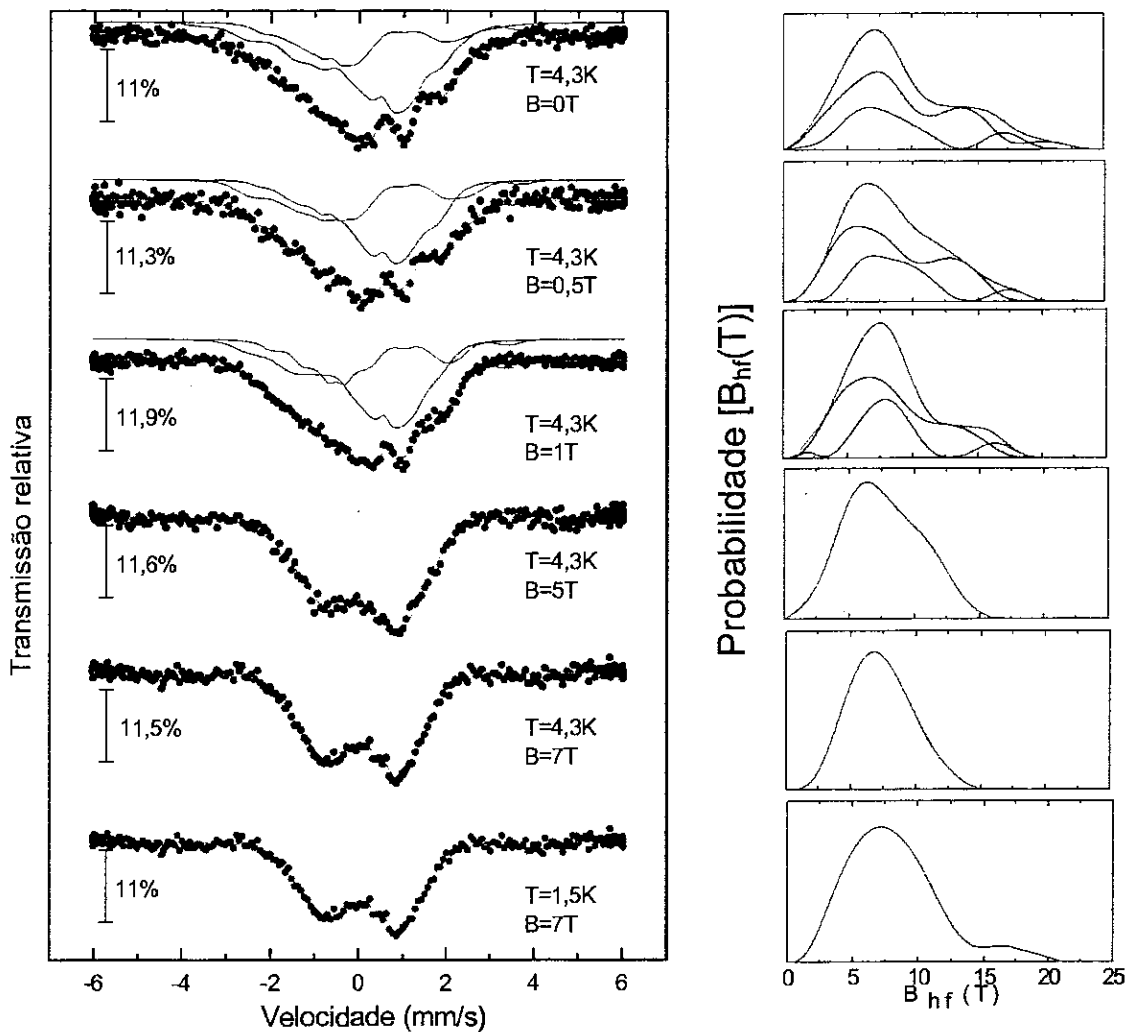 Transmissão relativa
11%
T=4,3K
B=0T
11,3%
T=4,3K
B=0,5T
11,9%
T=4,3K
B=1T
11,6%
T=4,3K
B=5T
11,5%
T=4,3K
B=7T
11%
T=1,5K
B=7T
-6 -4 -2 0 2 4 6
Velocidade (mm/s)
Probabilidade [Bhf(T)]
0 5 10 15 20 25
Bhf (T)